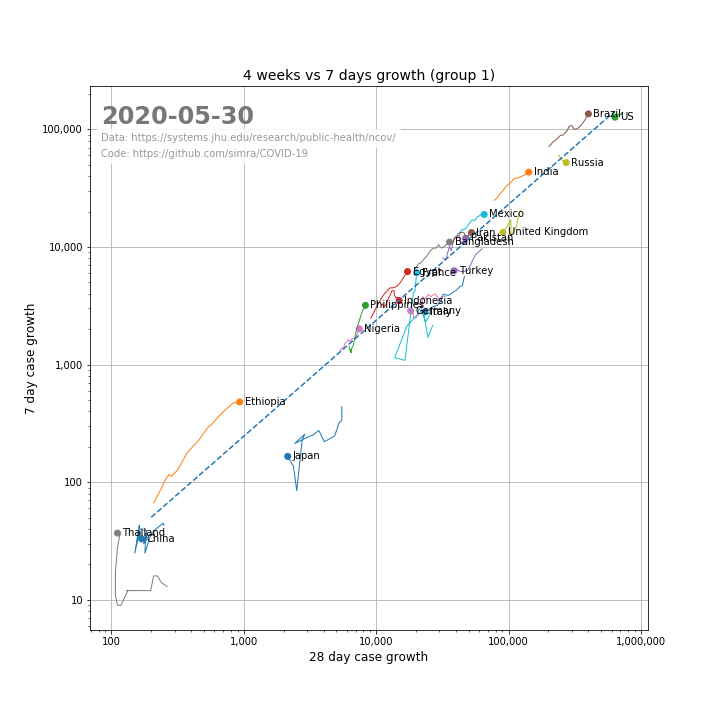 4 weeks vs 7 days growth (group 1)
2020-05-30
Data: https://systems.jhu.edu/research/public-health/ncov/
Code: https://github.com/simra/COVID-19
7 day case growth
100,000
10,000
1,000
100
10
Brazil
US
Russia
India
Mexico
Iran
United Kingdom
Pakistan
Bangladesh
Egypt
France
Turkey
Indonesia
Philippines
Germany
Italy
Nigeria
Ethiopia
Japan
Thailand
China
100
1,000
10,000
100,000
1,000,000
28 day case growth